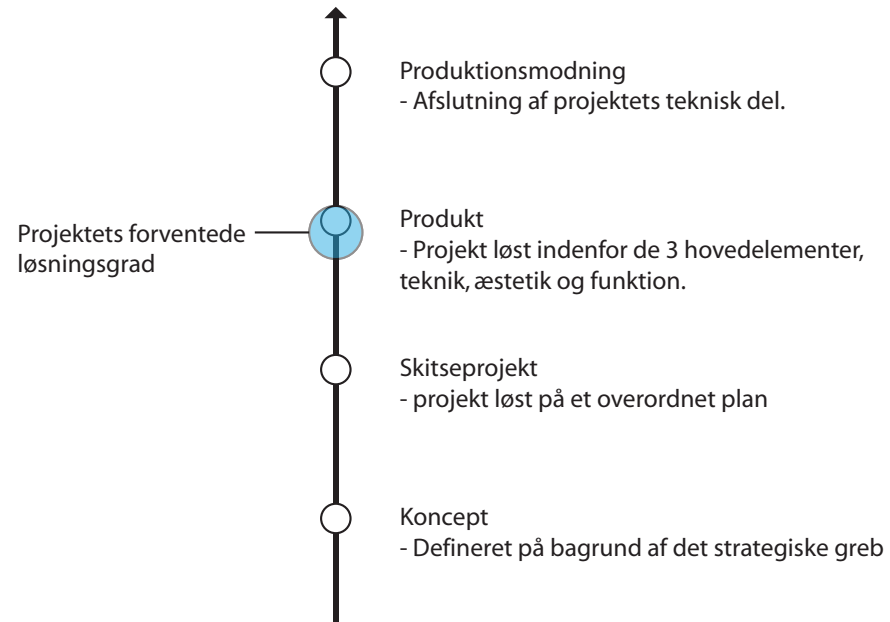 Produktionsmodning
- Afslutning af projektets teknisk del.
Projektets forventede
løsningsgrad
Produkt
- Projekt løst indenfor de 3 hovedelementer,
teknik, æstetik og funktion.
Skitseprojekt
- projekt løst på et overordnet plan
Koncept
- Defineret på bagrund af det strategiske greb